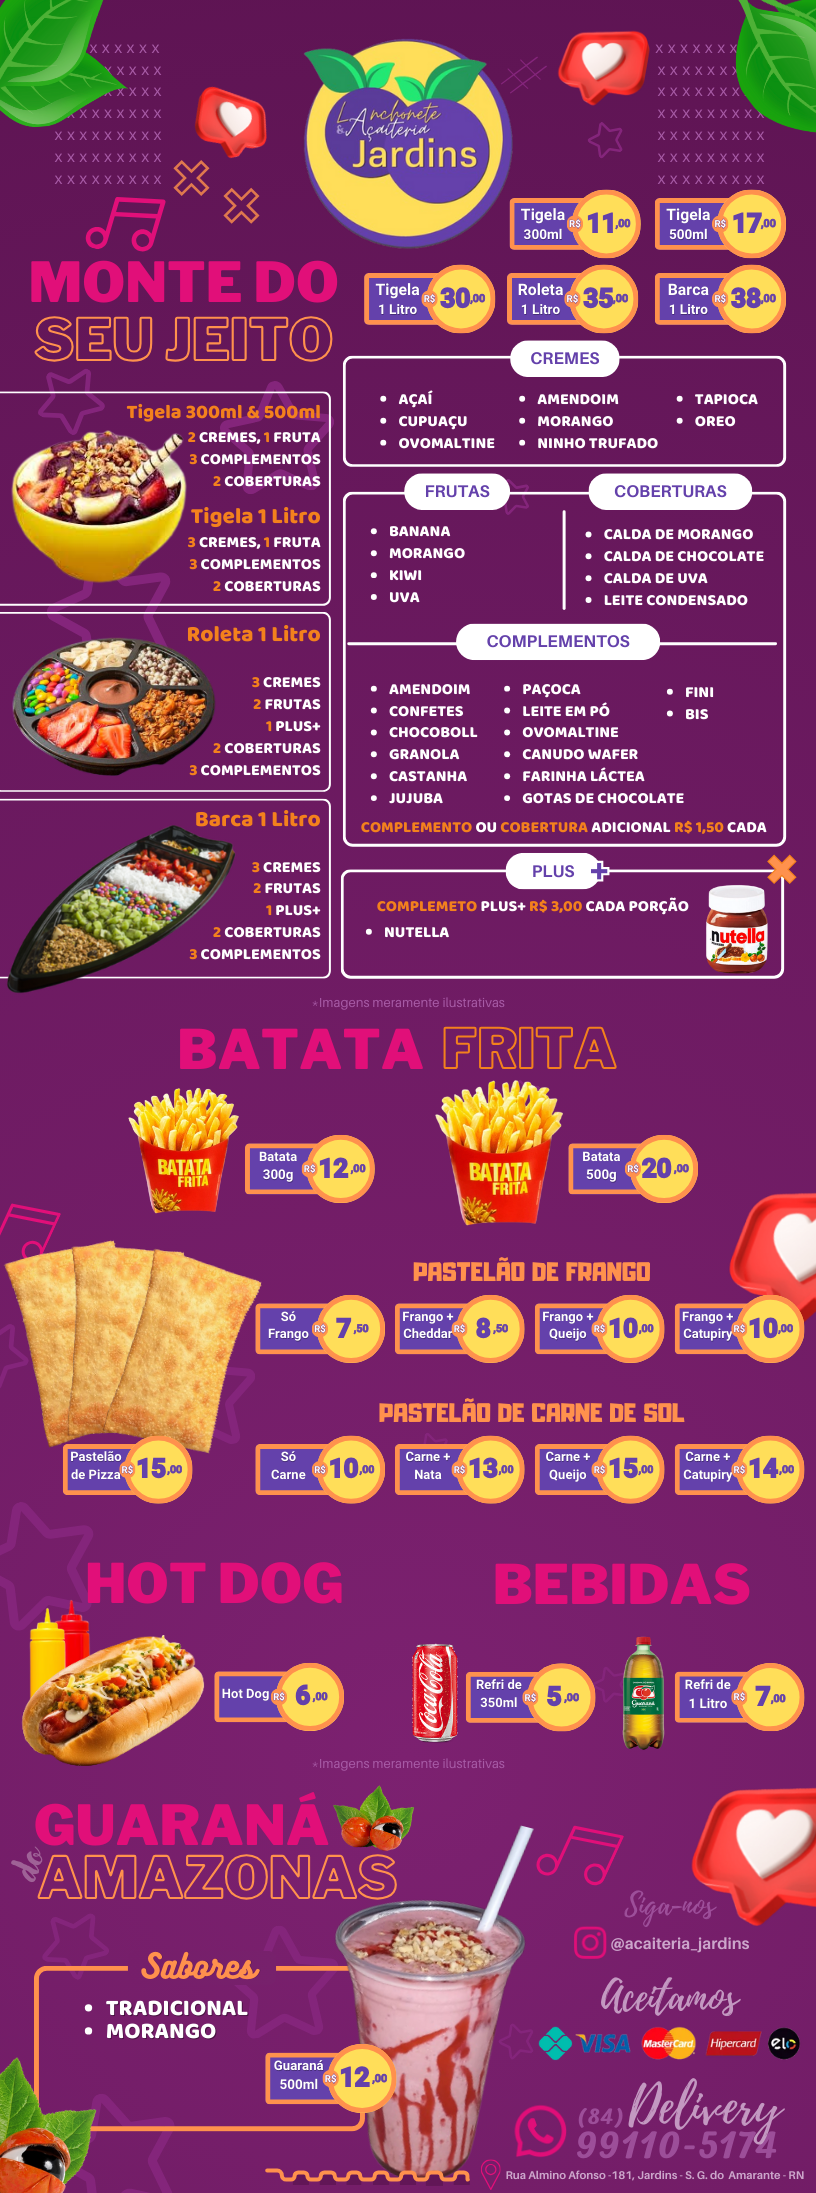 Lanchonete
& Açaiteria
Jardins
Tigela
300ml
R$ 11,00
Tigela
500ml
R$ 17,00
MONTE DO
SEU JEITO
Tigela
1 Litro
R$ 30,00
Roleta
1 Litro
R$ 35,00
Barca
1 Litro
R$ 38,00
Tigela 300ml & 500ml
2 CREMES, 1 FRUTA
3 COMPLEMENTOS
2 COBERTURAS
Tigela 1 Litro
3 CREMES, 1 FRUTA
3 COMPLEMENTOS
2 COBERTURAS
Roleta 1 Litro
3 CREMES
2 FRUTAS
1 PLUS+
2 COBERTURAS
3 COMPLEMENTOS
Barca 1 Litro
3 CREMES
2 FRUTAS
1 PLUS+
2 COBERTURAS
3 COMPLEMENTOS
CREMES
• AÇAÍ
• CUPUAÇU
• OVOMALTINE
• AMENDOIM
• MORANGO
• NINHO TRUFADO
• TAPIOCA
• OREO
FRUTAS
• BANANA
• MORANGO
• KIWI
• UVA
COBERTURAS
• CALDA DE MORANGO
• CALDA DE CHOCOLATE
• CALDA DE UVA
• LEITE CONDENSADO
COMPLEMENTOS
• AMENDOIM
• CONFETES
• CHOCOBOLL
• GRANOLA
• CASTANHA
• JUJUBA
• PAÇOCA
• LEITE EM PÓ
• OVOMALTINE
• CANUDO WAFER
• FARINHA LÁCTEA
• GOTAS DE CHOCOLATE
• FINI
• BIS
COMPLEMENTO OU COBERTURA ADICIONAL R$ 1,50 CADA
PLUS +
COMPLEMETO PLUS+ R$ 3,00 CADA PORÇÃO
• NUTELLA
nutella
*Imagens meramente ilustrativas
BATATA FRITA
BATATA
FRITA
Batata
300g
R$ 12,00
BATATA
FRITA
Batata
500g
R$ 20,00
PASTELÃO DE FRANGO
Só
Frango
R$ 7,50
Frango +
Cheddar
R$ 8,50
Frango +
Queijo
R$ 10,00
Frango +
Catupiry
R$ 10,00
PASTELÃO DE CARNE DE SOL
Pastelão
de Pizza
R$ 15,00
Só
Carne
R$ 10,00
Carne +
Nata
R$ 13,00
Carne +
Queijo
R$ 15,00
Carne +
Catupiry
R$ 14,00
HOT DOG
Hot Dog
R$ 6,00
BEBIDAS
Coca-Cola
Refri de
350ml
R$ 5,00
Guaraná
Refri de
1 Litro
R$ 7,00
*Imagens meramente ilustrativas
GUARANÁ
do
AMAZONAS
Sabores
• TRADICIONAL
• MORANGO
Guaraná
500ml
R$ 12,00
Siga-nos
@acaiteria_jardins
Aceitamos
VISA
MasterCard
Hipercard
elo
Delivery
(84)
99110-5174
Rua Almino Afonso -181, Jardins - S. G. do Amarante - RN